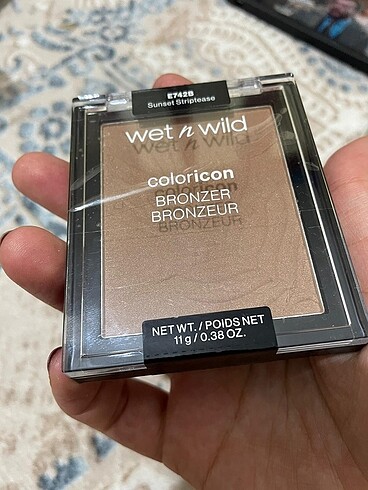 E742B
Sunset Striptease
wet n wild
coloricon
BRONZER
BRONZEUR
NET WT. / POIDS NET
11 g / 0.38 OZ.